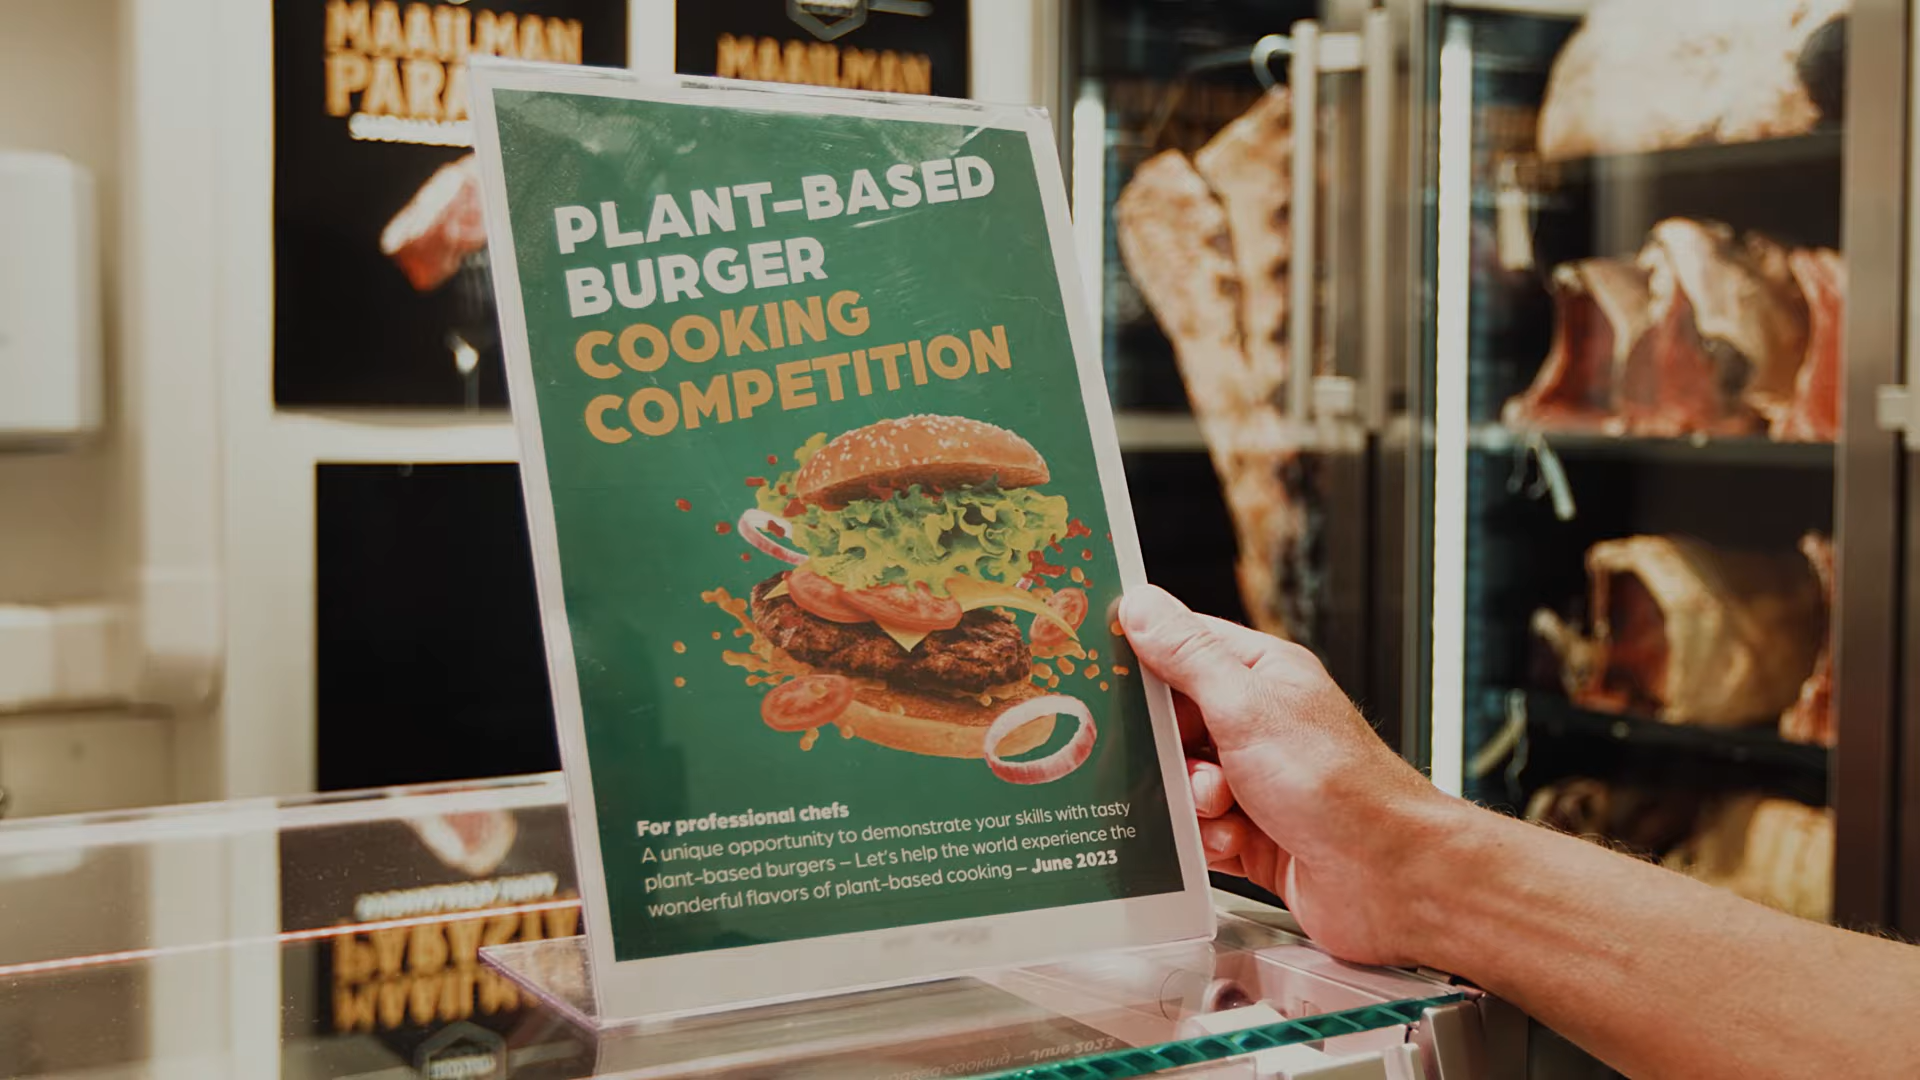 MAAILMAN
PARA
MAAILMAN
PLANT-BASED
BURGER
COOKING
COMPETITION
For professional chefs
A unique opportunity to demonstrate your skills with tasty
plant-based burgers – Let's help the world experience the
wonderful flavors of plant-based cooking – June 2023